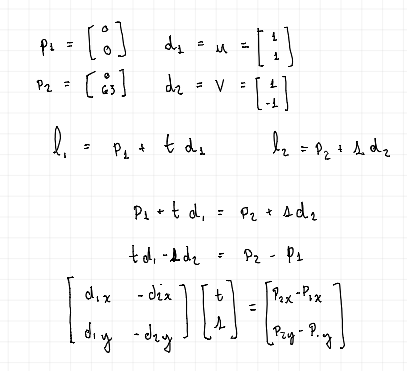 p₁ = [0 0] d₁ = u = [1 1]
p₂ = [0 63] d₂ = v = [1 -1]
l₁ = p₁ + t d₁ l₂ = p₂ + s d₂
p₁ + t d₁ = p₂ + s d₂
t d₁ - s d₂ = p₂ - p₁
[d₁x -d₂x] [t] = [p₂x - p₁x]
[d₁y -d₂y] [s] [p₂y - p₁y]